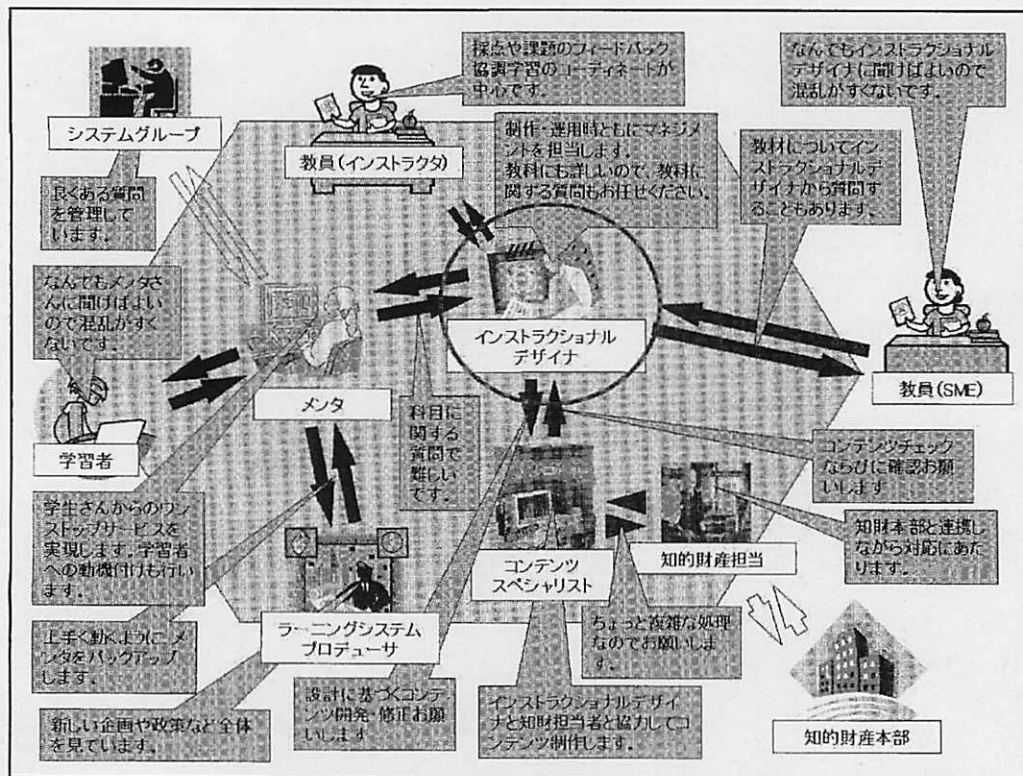 採点や課題のフィードバック、
協調学習のコーディネートが
中心です。
なんでもインストラクショナル
デザイナに聞けばよいので
混乱がすくないです。
システムグループ
教員(インストラクタ)
制作・運用時ともにマネジメ
ントを担当します。
教科にも詳しいので、教科に
関する質問もお任せください。
教材についてイン
ストラクショナルデ
ザイナから質問す
ることもあります。
良くある質問
を管理して
います。
なんでもメンタさ
んに聞けばよい
ので混乱がすく
ないです。
インストラクショナル
デザイナ
教員(SME)
メンタ
学習者
科目に
関する
質問で
難しい
です。
コンテンツチェック
ならびに確認お願
いします
学生さんからのワン
ストップサービスを
実現します。学習者
への動機付けも行い
ます。
コンテンツ
スペシャリスト
知的財産担当
知財本部と連携し
ながら対応にあた
ります。
ラーニングシステム
プロデューサ
上手く動くように、メン
タをバックアップ
します。
ちょっと複雑な処理
なのでお願いしま
す。
設計に基づくコンテ
ンツ開発・修正お願
いします
インストラクショナルデザイ
ナと知財担当者と協力してコ
ンテンツ制作します。
新しい企画や政策など全体
を見ています。
知的財産本部